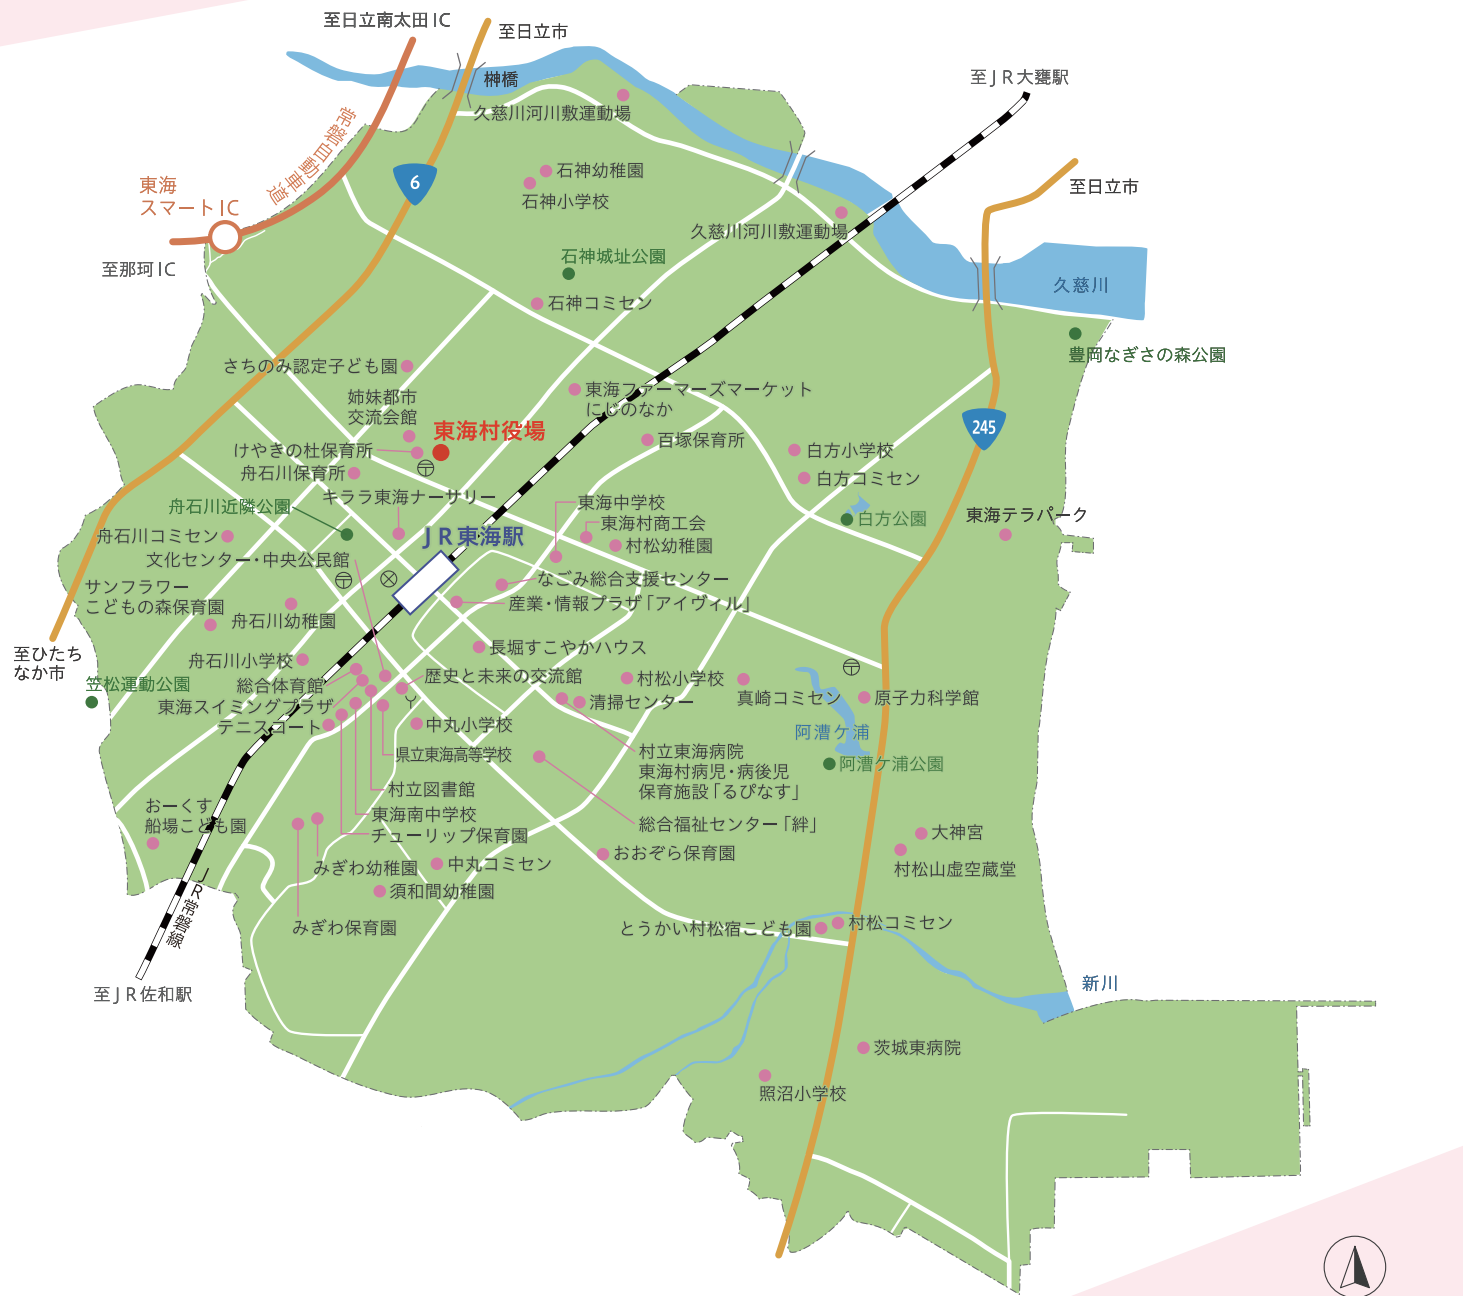 至日立南太田IC
至日立市
榊橋
至JR大甕駅
久慈川河川敷運動場
常磐自動車道
石神幼稚園
6
東海
スマートIC
石神小学校
至日立市
久慈川河川敷運動場
石神城址公園
至那珂IC
久慈川
石神コミセン
豊岡なぎさの森公園
さちのみ認定子ども園
姉妹都市
交流会館
東海ファーマーズマーケット
にじのなか
東海村役場
245
百塚保育所
白方小学校
けやきの杜保育所
舟石川保育所
白方コミセン
キララ東海ナーサリー
舟石川近隣公園
東海中学校
白方公園
東海テラパーク
東海村商工会
舟石川コミセン
JR東海駅
村松幼稚園
文化センター・中央公民館
なごみ総合支援センター
サンフラワー
こどもの森保育園
産業・情報プラザ「アイヴィル」
舟石川幼稚園
至ひたち
なか市
長堀すこやかハウス
舟石川小学校
笠松運動公園
総合体育館
歴史と未来の交流館
村松小学校
真崎コミセン
原子力科学館
東海スイミングプラザ
清掃センター
テニスコート
中丸小学校
阿漕ケ浦
県立東海高等学校
村立東海病院
東海村病児・病後児
保育施設「るぴなす」
阿漕ケ浦公園
村立図書館
おーくす
船場こども園
東海南中学校
総合福祉センター「絆」
チューリップ保育園
大神宮
みぎわ幼稚園
中丸コミセン
おおぞら保育園
村松山虚空蔵堂
JR常磐線
須和間幼稚園
みぎわ保育園
とうかい村松宿こども園
村松コミセン
至JR佐和駅
新川
茨城東病院
照沼小学校